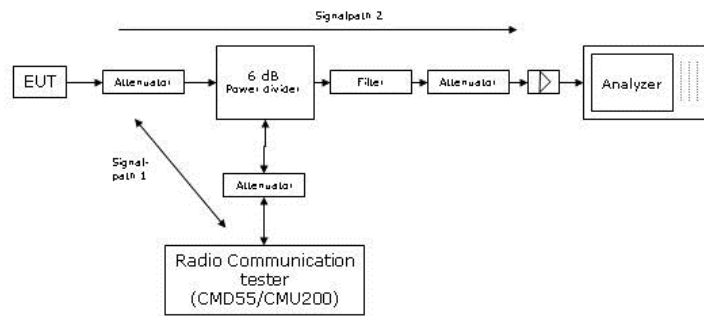 Signalpath 2
EUT
Attenuator
6 dB
Power divider
Filter
Attenuator
Analyzer
Signal-
path 1
Attenuator
Radio Communication
tester
(CMD55/CMU200)